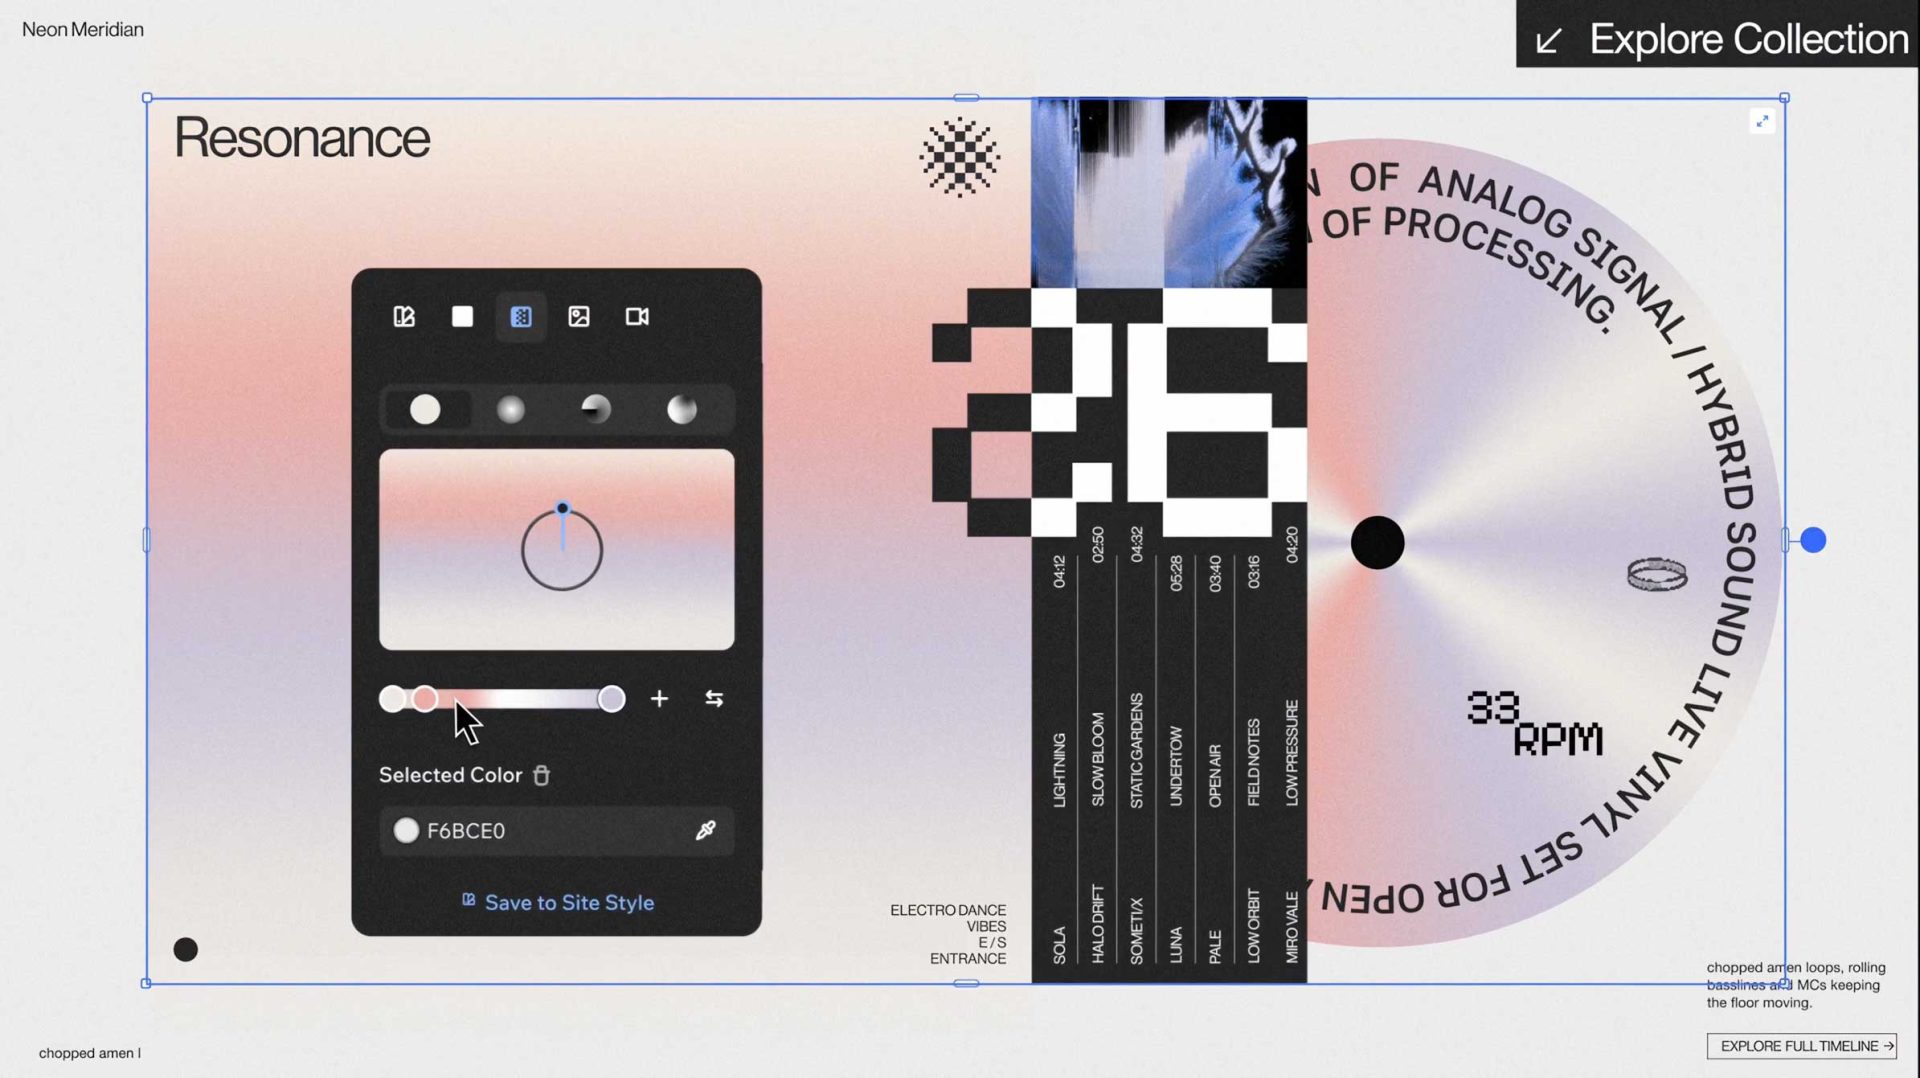 Neon Meridian
Explore Collection
Resonance
OF ANALOG SIGNAL / HYBRID SOUND LIVE VINYL SET FOR OPEN
OF PROCESSING.
26
F6BCE0
Selected Color
Save to Site Style
ELECTRO DANCE
VIBES
E / S
ENTRANCE
SOLA LIGHTNING 04:12
HALO DRIFT SLOW BLOOM 02:50
SOMETI/X STATIC GARDENS 04:32
LUNA UNDERTOW 05:28
PALE OPEN AIR 03:40
LOW ORBIT FIELD NOTES 03:16
MIRO VALE LOW PRESSURE 04:20
33
RPM
chopped amen loops, rolling
basslines and MCs keeping
the floor moving.
EXPLORE FULL TIMELINE →
chopped amen l